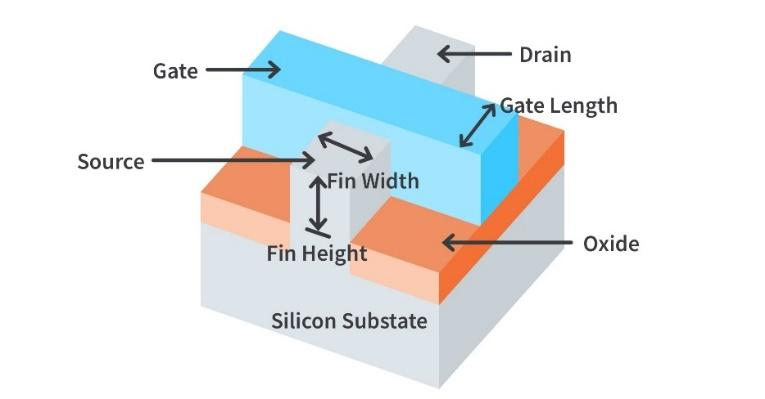 Drain
Gate
Gate Length
Source
Fin Width
Oxide
Fin Height
Silicon Substate